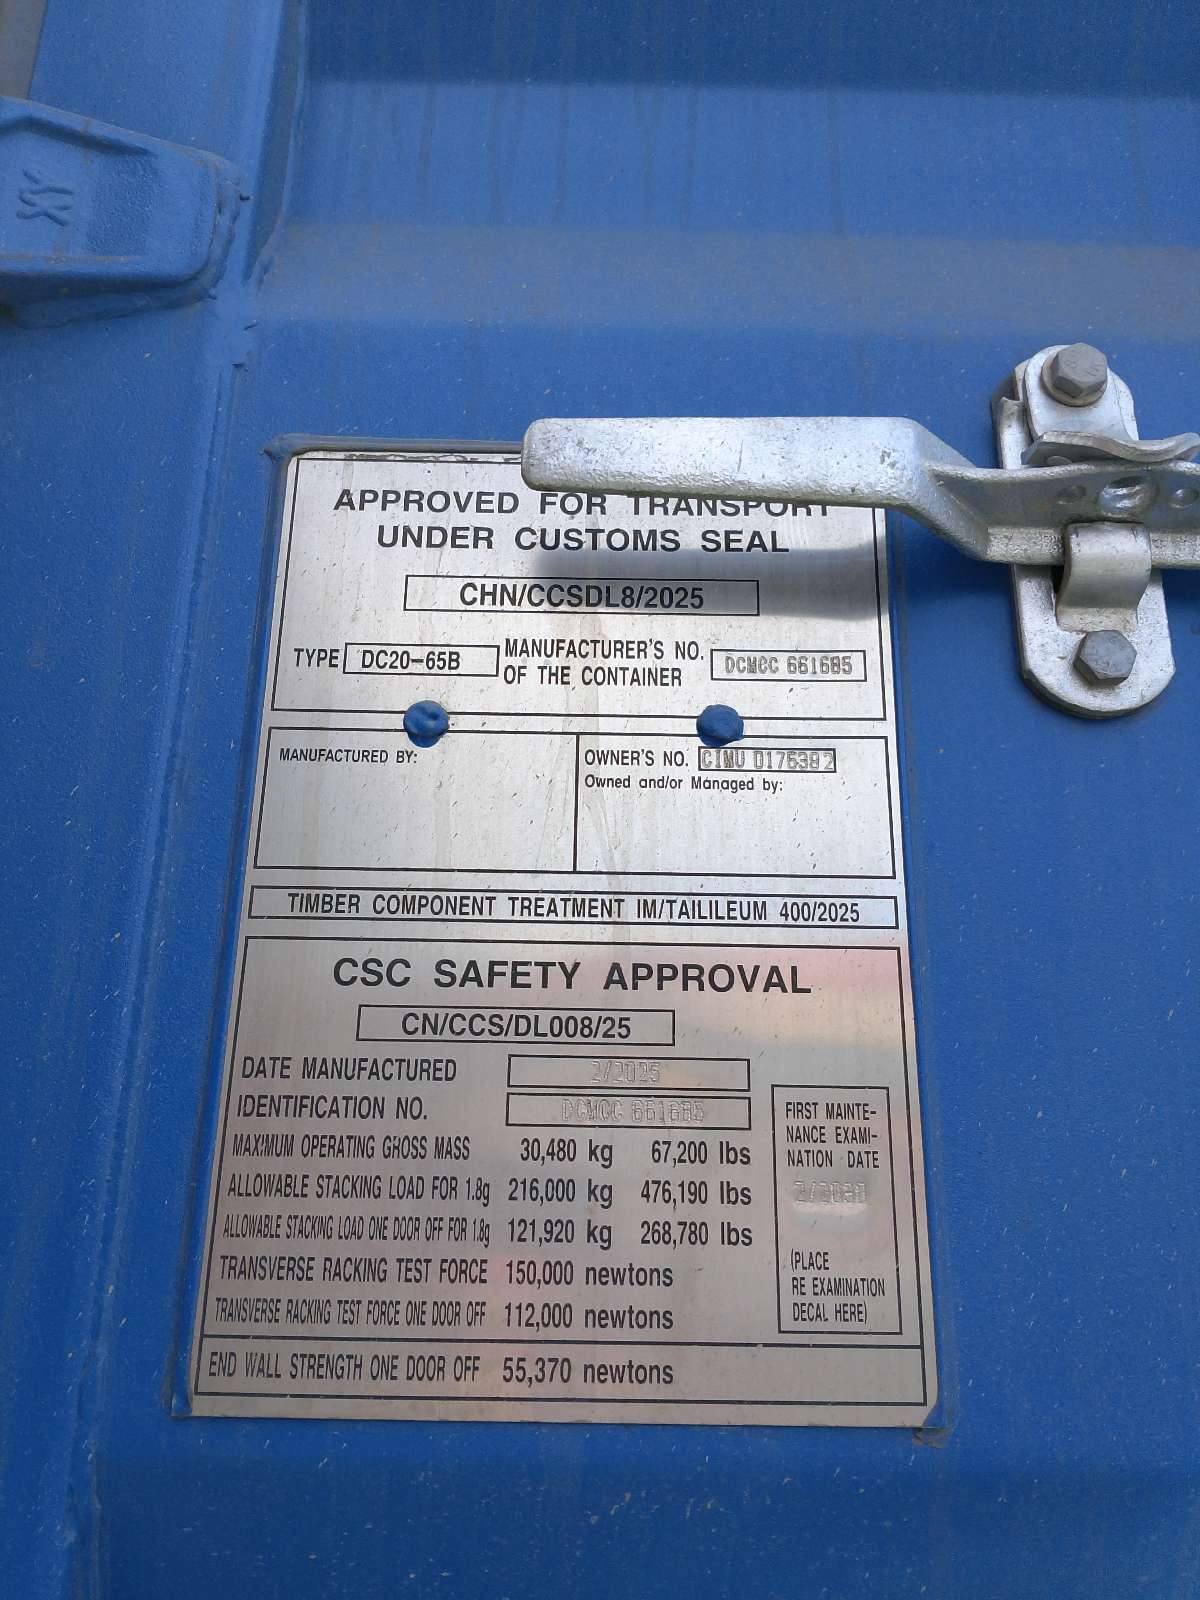 APPROVED FOR TRANSPORT
UNDER CUSTOMS SEAL
CHN/CCSDL8/2025
TYPE DC20-65B MANUFACTURER'S NO. OF THE CONTAINER DCMCC 661685
MANUFACTURED BY:
OWNER'S NO. CIMU 0176382
Owned and/or Managed by:
TIMBER COMPONENT TREATMENT IM/TAILILEUM 400/2025
CSC SAFETY APPROVAL
CN/CCS/DL008/25
DATE MANUFACTURED 2/2025
IDENTIFICATION NO. DCMCC 661685
MAXIMUM OPERATING GROSS MASS 30,480 kg 67,200 lbs
ALLOWABLE STACKING LOAD FOR 1.8g 216,000 kg 476,190 lbs
ALLOWABLE STACKING LOAD ONE DOOR OFF FOR 1.8g 121,920 kg 268,780 lbs
TRANSVERSE RACKING TEST FORCE 150,000 newtons
TRANSVERSE RACKING TEST FORCE ONE DOOR OFF 112,000 newtons
END WALL STRENGTH ONE DOOR OFF 55,370 newtons
FIRST MAINTE-
NANCE EXAMI-
NATION DATE
2/2030
(PLACE
RE EXAMINATION
DECAL HERE)